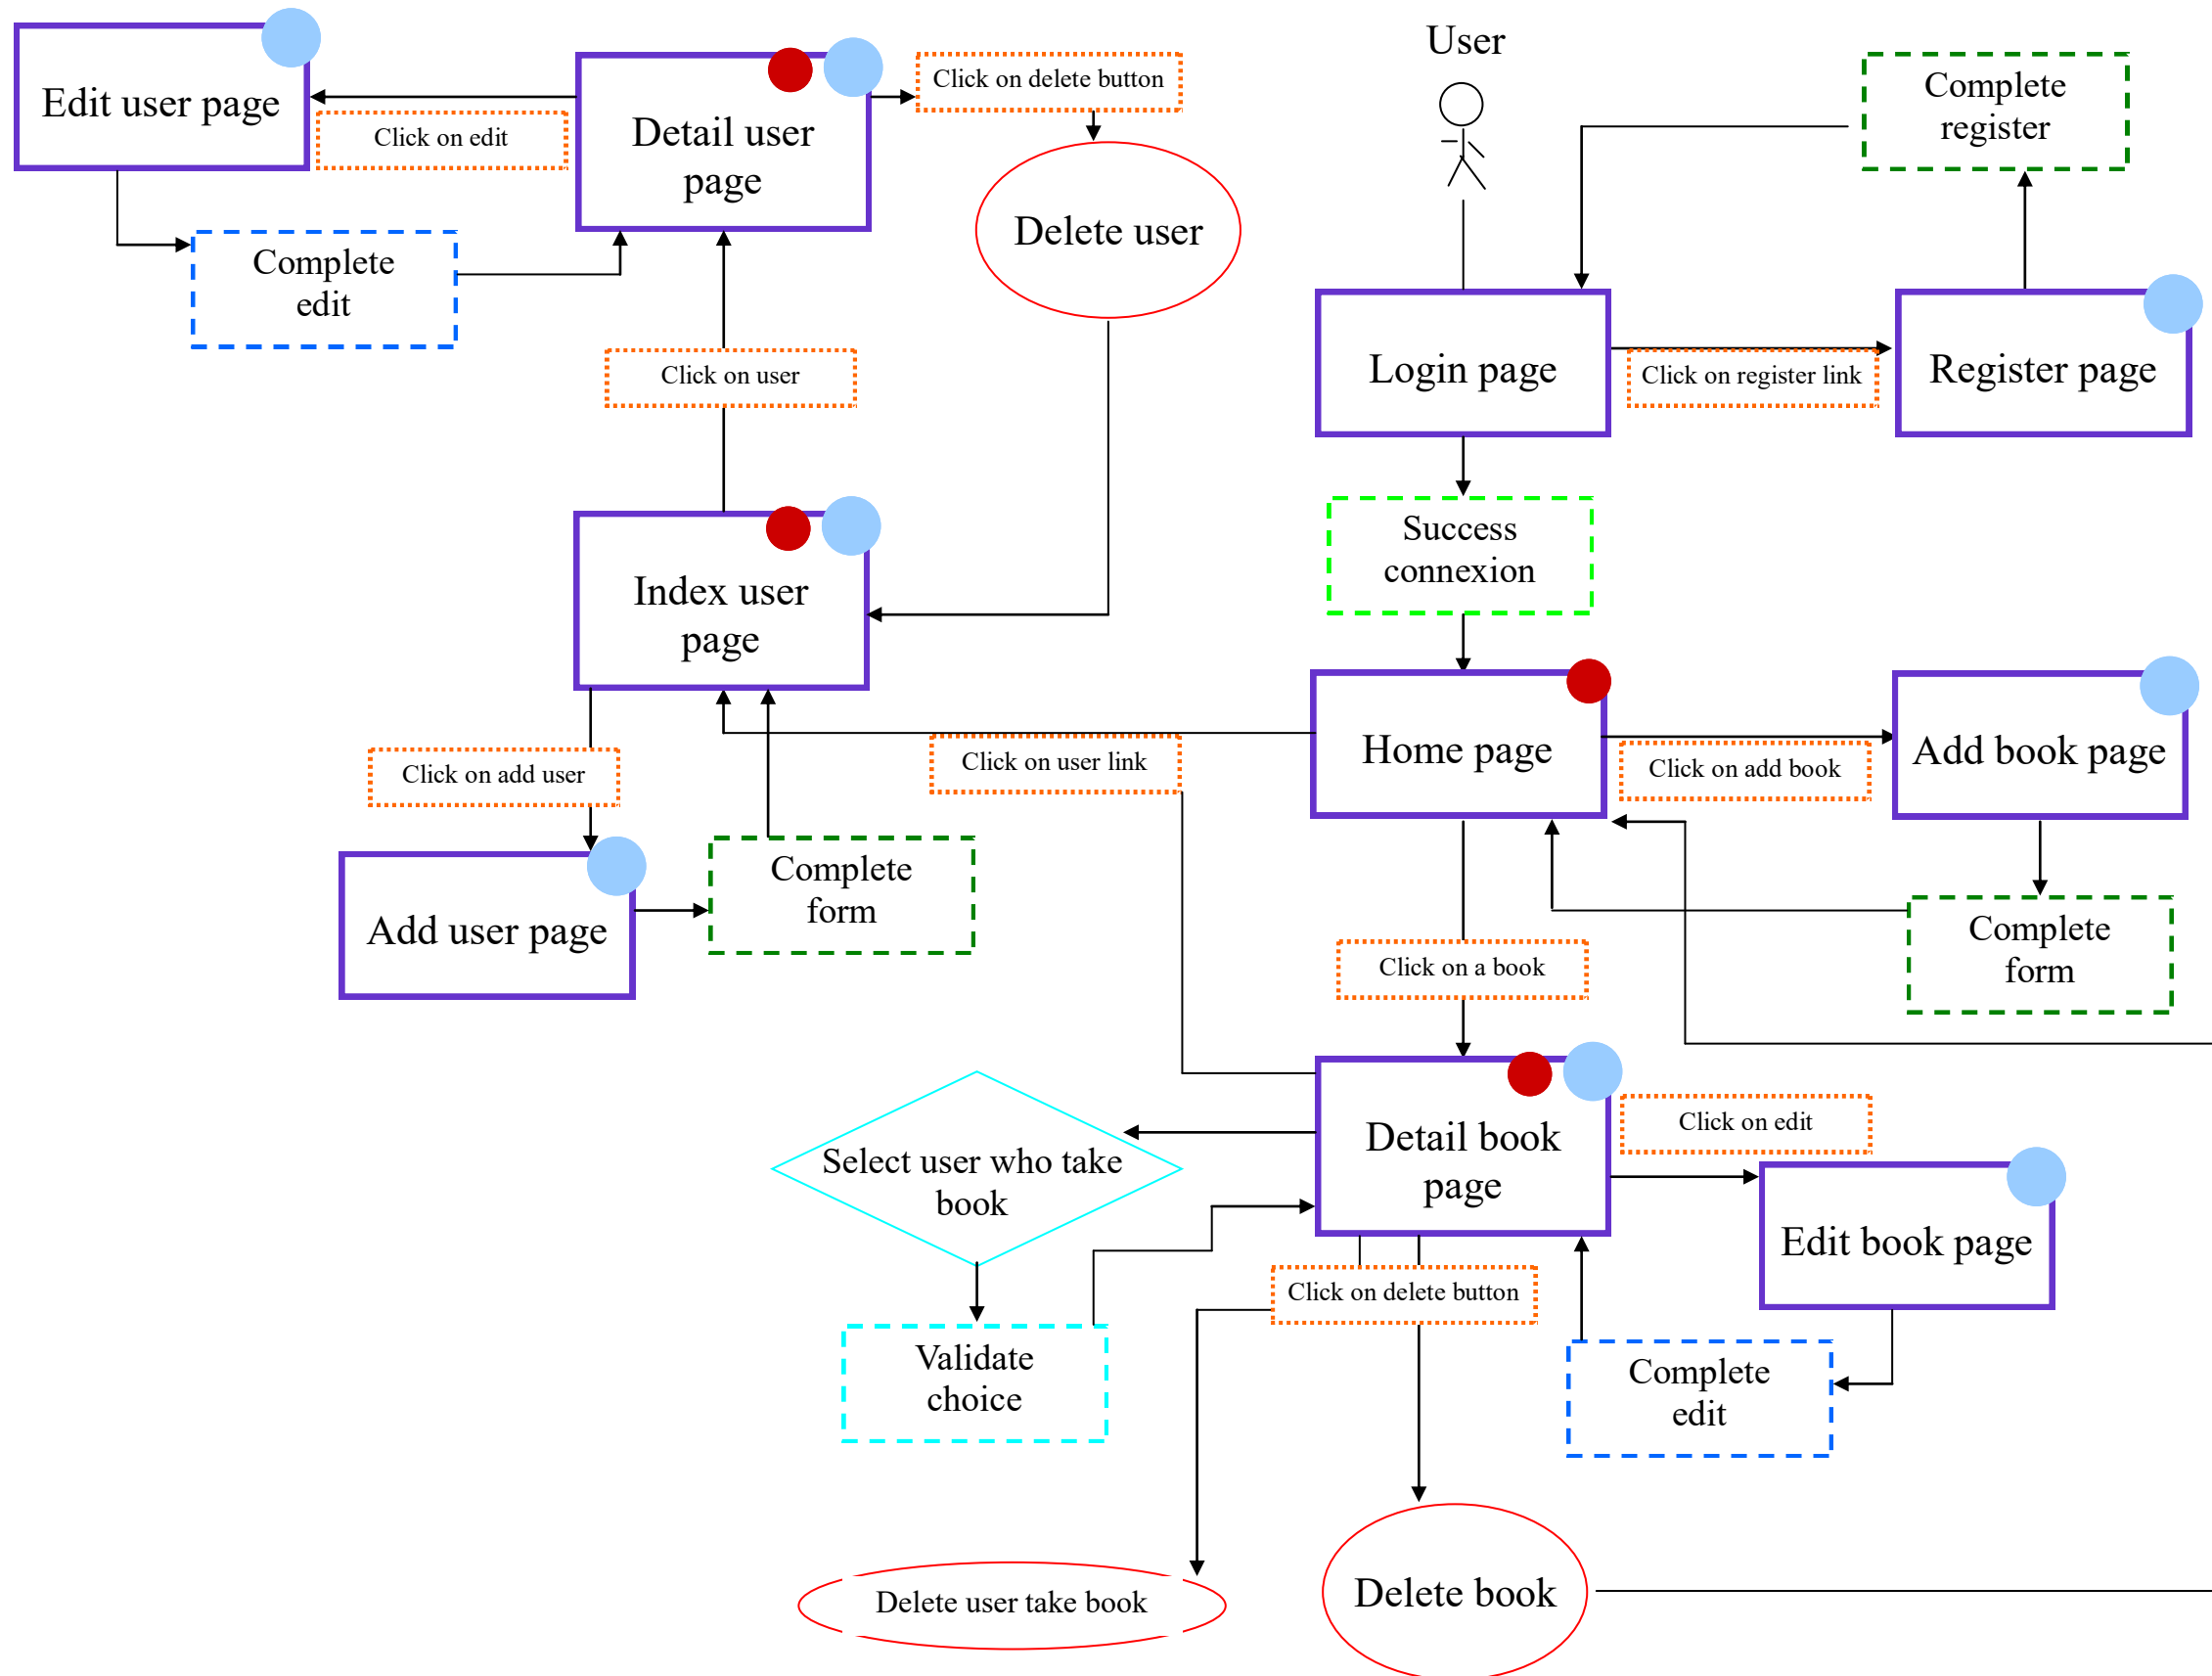 User
Edit user page
Click on edit
Detail user
page
Click on delete button
Complete
register
Delete user
Complete
edit
Click on user
Login page
Click on register link
Register page
Success
connexion
Index user
page
Click on add user
Click on user link
Home page
Click on add book
Add book page
Add user page
Complete
form
Click on a book
Complete
form
Select user who take
book
Detail book
page
Click on edit
Edit book page
Click on delete button
Validate
choice
Complete
edit
Delete user take book
Delete book